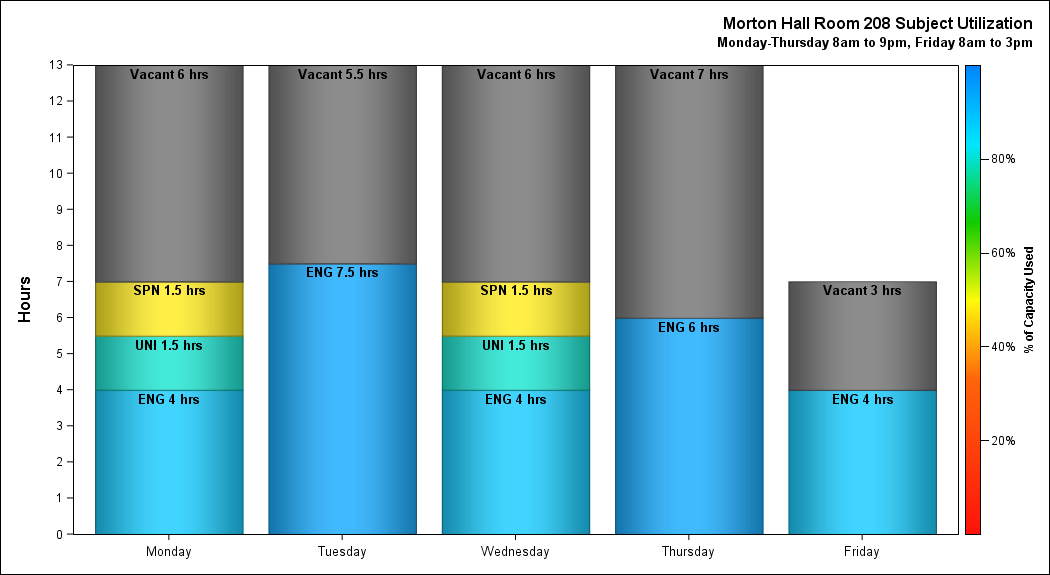 Morton Hall Room 208 Subject Utilization
Monday-Thursday 8am to 9pm, Friday 8am to 3pm
Hours
13
12
11
10
9
8
7
6
5
4
3
2
1
0
Vacant 6 hrs
SPN 1.5 hrs
UNI 1.5 hrs
ENG 4 hrs
Vacant 5.5 hrs
ENG 7.5 hrs
Vacant 6 hrs
SPN 1.5 hrs
UNI 1.5 hrs
ENG 4 hrs
Vacant 7 hrs
ENG 6 hrs
Vacant 3 hrs
ENG 4 hrs
Monday
Tuesday
Wednesday
Thursday
Friday
80%
60%
40%
20%
% of Capacity Used